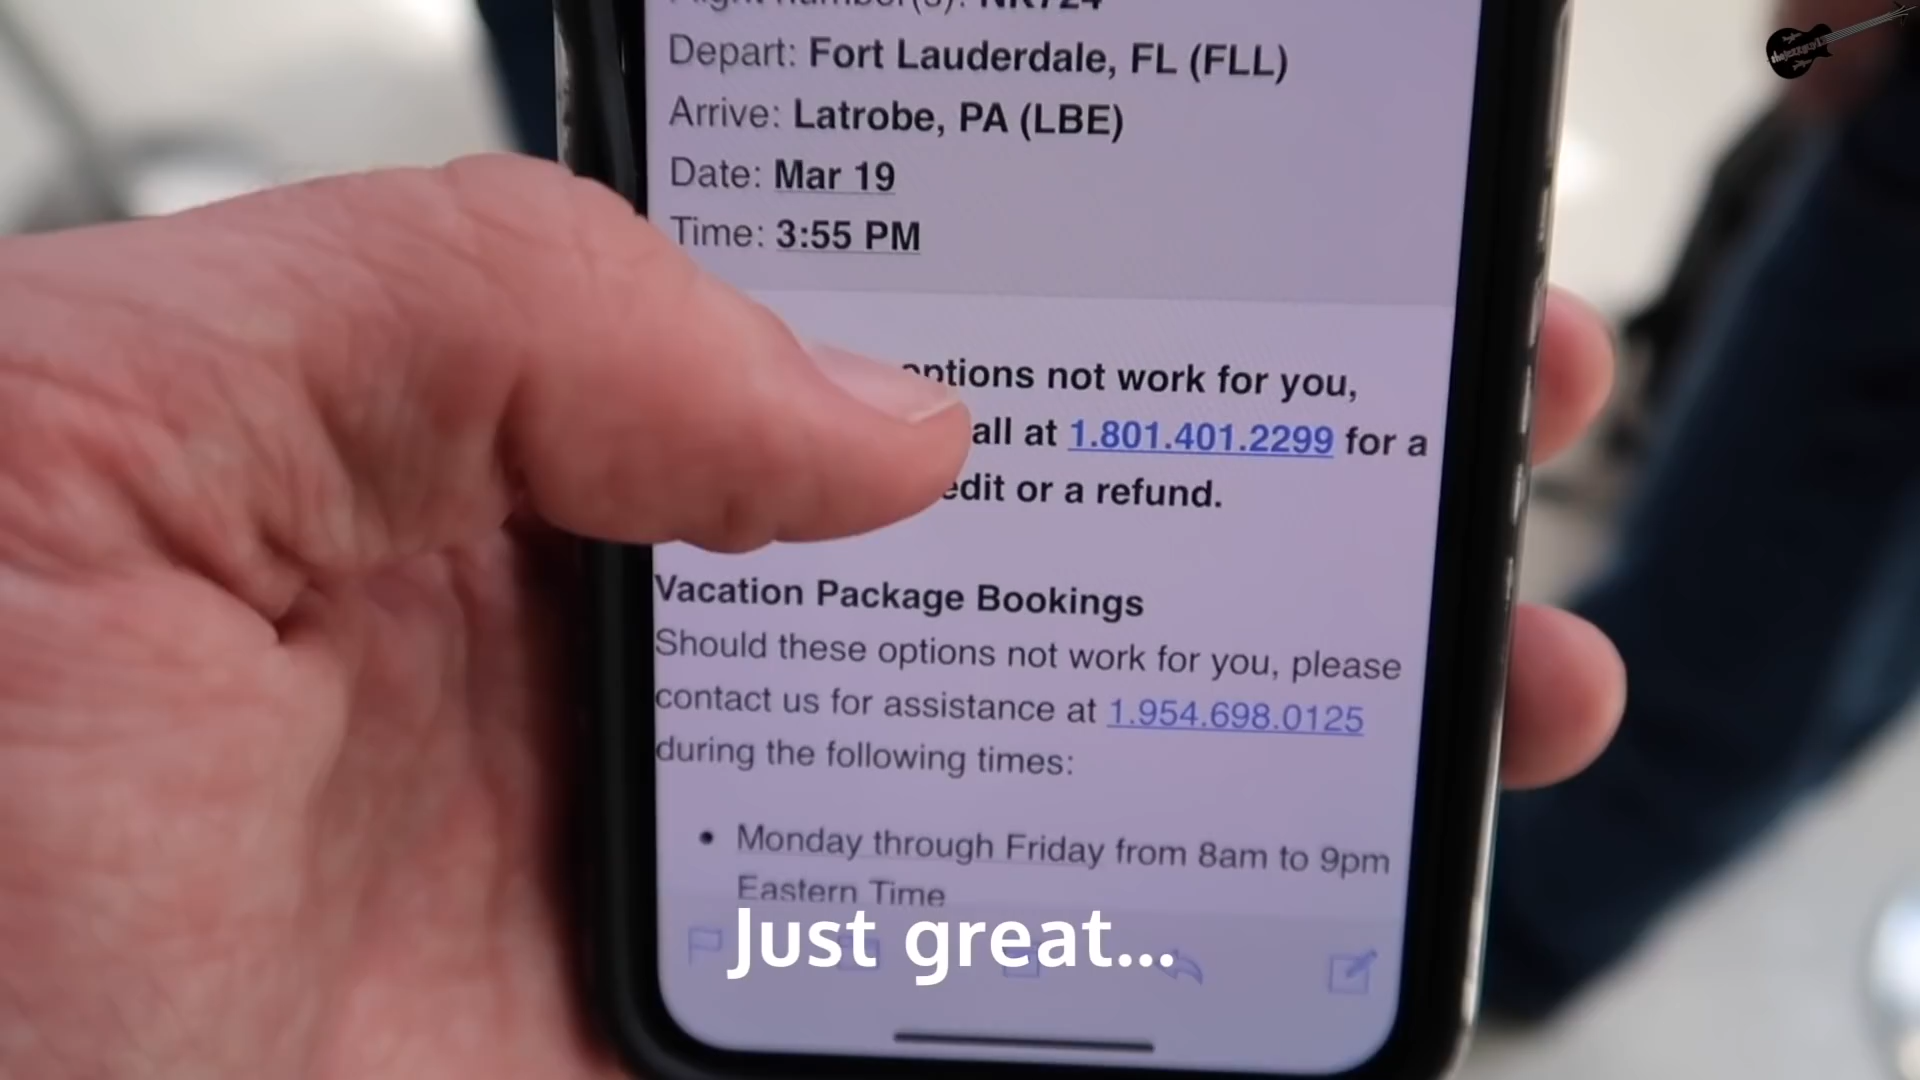 Flight number(s): NK724
Depart: Fort Lauderdale, FL (FLL)
Arrive: Latrobe, PA (LBE)
Date: Mar 19
Time: 3:55 PM
options not work for you,
all at 1.801.401.2299 for a
edit or a refund.
Vacation Package Bookings
Should these options not work for you, please
contact us for assistance at 1.954.698.0125
during the following times:
• Monday through Friday from 8am to 9pm
Eastern Time
Just great...